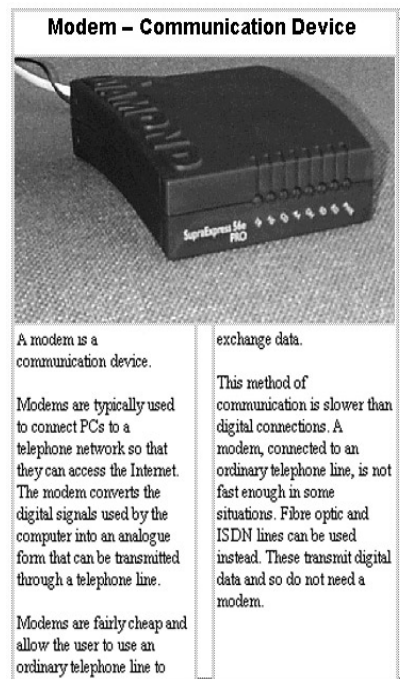 Modem – Communication Device
DIAMOND
SupraExpress 56e
PRO
A modem is a
communication device.
Modems are typically used
to connect PCs to a
telephone network so that
they can access the Internet.
The modem converts the
digital signals used by the
computer into an analogue
form that can be transmitted
through a telephone line.
Modems are fairly cheap and
allow the user to use an
ordinary telephone line to
exchange data.
This method of
communication is slower than
digital connections. A
modem, connected to an
ordinary telephone line, is not
fast enough in some
situations. Fibre optic and
ISDN lines can be used
instead. These transmit digital
data and so do not need a
modem.